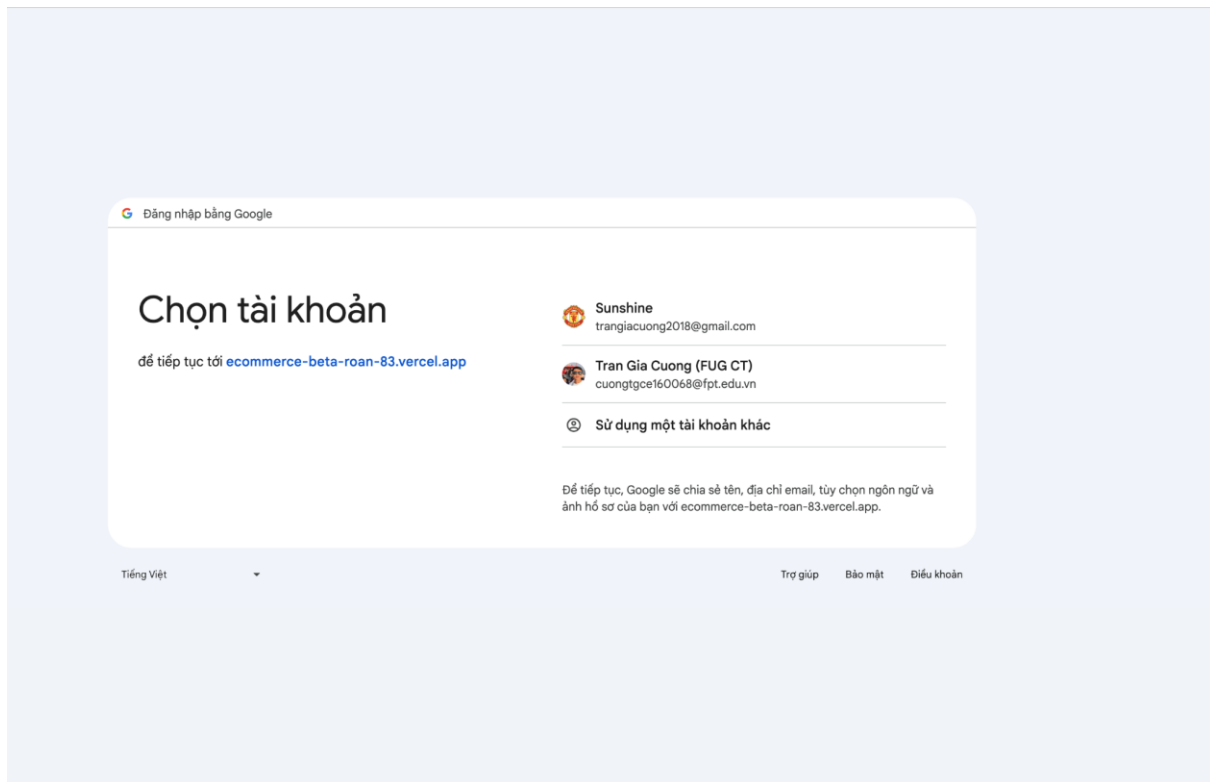 Đăng nhập bằng Google
Chọn tài khoản
để tiếp tục tới ecommerce-beta-roan-83.vercel.app
Sunshine
trangiacuong2018@gmail.com
Tran Gia Cuong (FUG CT)
cuongtgce160068@fpt.edu.vn
Sử dụng một tài khoản khác
Để tiếp tục, Google sẽ chia sẻ tên, địa chỉ email, tùy chọn ngôn ngữ và
ảnh hồ sơ của bạn với ecommerce-beta-roan-83.vercel.app.
Tiếng Việt
Trợ giúp Bảo mật Điều khoản